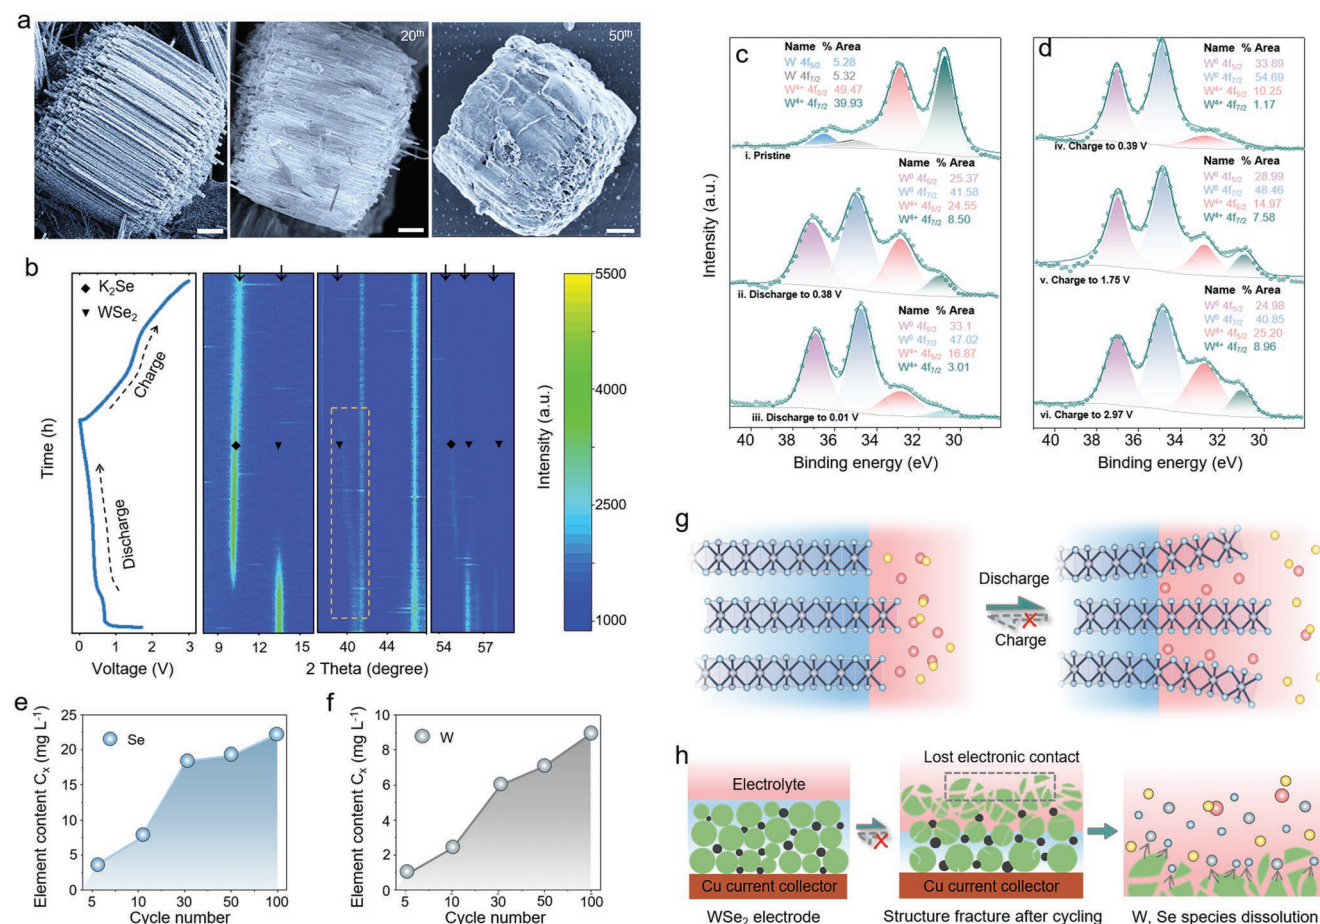 a
20th
50th
b
K2Se
WSe2
Charge
Discharge
Time (h)
0 1 2 3
Voltage (V)
9 12 15
40 44
54 57
2 Theta (degree)
5500
4000
2500
1000
Intensity (a.u.)
c
Name % Area
W 4f5/2 5.28
W 4f7/2 5.32
W4+ 4f5/2 49.47
W4+ 4f7/2 39.93
i. Pristine
Name % Area
W0 4f5/2 25.37
W0 4f7/2 41.58
W4+ 4f5/2 24.55
W4+ 4f7/2 8.50
ii. Discharge to 0.38 V
Name % Area
W0 4f5/2 33.1
W0 4f7/2 47.02
W4+ 4f5/2 16.87
W4+ 4f7/2 3.01
iii. Discharge to 0.01 V
Intensity (a.u.)
40 38 36 34 32 30
Binding energy (eV)
d
Name % Area
W0 4f5/2 33.89
W0 4f7/2 54.69
W4+ 4f5/2 10.25
W4+ 4f7/2 1.17
iv. Charge to 0.39 V
Name % Area
W0 4f5/2 28.99
W0 4f7/2 48.46
W4+ 4f5/2 14.97
W4+ 4f7/2 7.58
v. Charge to 1.75 V
Name % Area
W0 4f5/2 24.98
W0 4f7/2 40.85
W4+ 4f5/2 25.20
W4+ 4f7/2 8.96
vi. Charge to 2.97 V
40 38 36 34 32 30
Binding energy (eV)
e
Se
25
20
15
10
5
0
Element content Cx (mg L-1)
5 10 30 50 100
Cycle number
f
W
10
8
6
4
2
0
Element content Cx (mg L-1)
5 10 30 50 100
Cycle number
g
Discharge
Charge
h
Electrolyte
Cu current collector
WSe2 electrode
Lost electronic contact
Cu current collector
Structure fracture after cycling
W, Se species dissolution